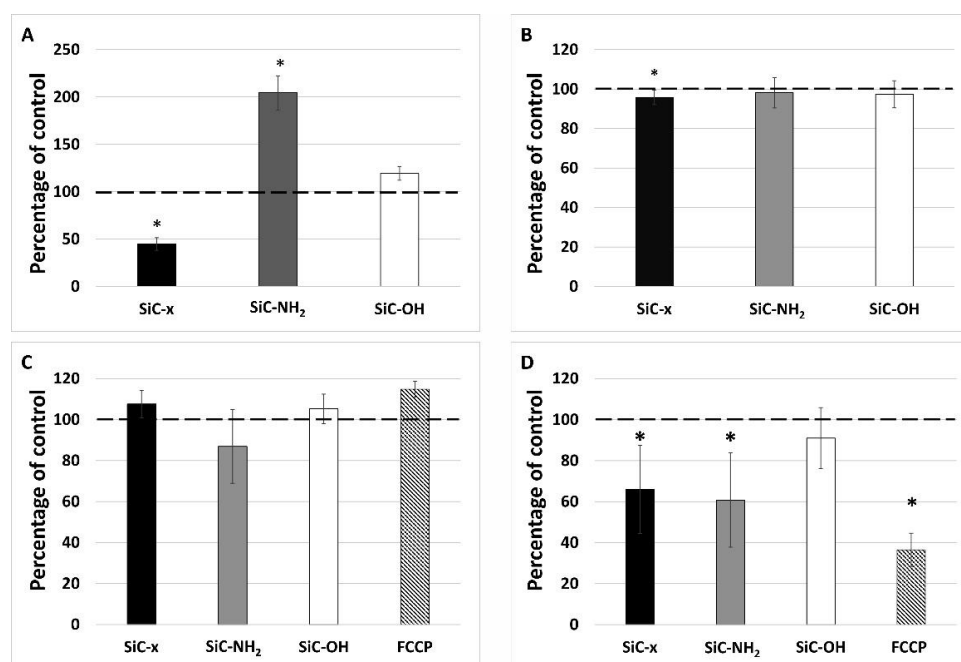 A
Percentage of control
250
200
150
100
50
0
*
*
SiC-x SiC-NH₂ SiC-OH
B
Percentage of control
120
100
80
60
40
20
0
*
SiC-x SiC-NH₂ SiC-OH
C
Percentage of control
120
100
80
60
40
20
0
SiC-x SiC-NH₂ SiC-OH FCCP
D
Percentage of control
120
100
80
60
40
20
0
* *
*
SiC-x SiC-NH₂ SiC-OH FCCP